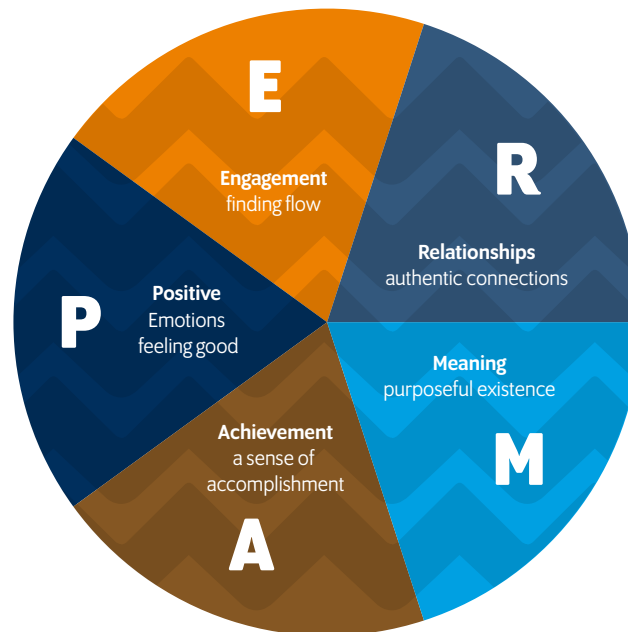 P
Positive
Emotions
feeling good
E
Engagement
finding flow
R
Relationships
authentic connections
Meaning
purposeful existence
M
Achievement
a sense of
accomplishment
A